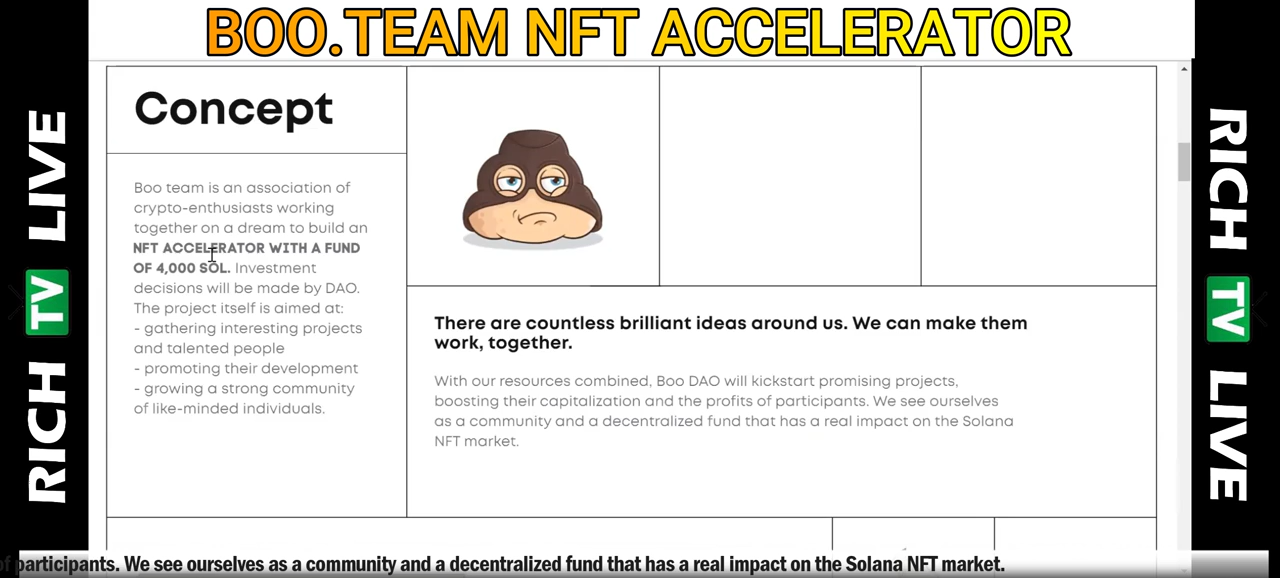 BOO.TEAM NFT ACCELERATOR
RICH TV LIVE
Concept
Boo team is an association of
crypto-enthusiasts working
together on a dream to build an
NFT ACCELERATOR WITH A FUND
OF 4,000 SOL. Investment
decisions will be made by DAO.
The project itself is aimed at:
- gathering interesting projects
and talented people
- promoting their development
- growing a strong community
of like-minded individuals.
There are countless brilliant ideas around us. We can make them
work, together.
With our resources combined, Boo DAO will kickstart promising projects,
boosting their capitalization and the profits of participants. We see ourselves
as a community and a decentralized fund that has a real impact on the Solana
NFT market.
RICH TV LIVE
of participants. We see ourselves as a community and a decentralized fund that has a real impact on the Solana NFT market.